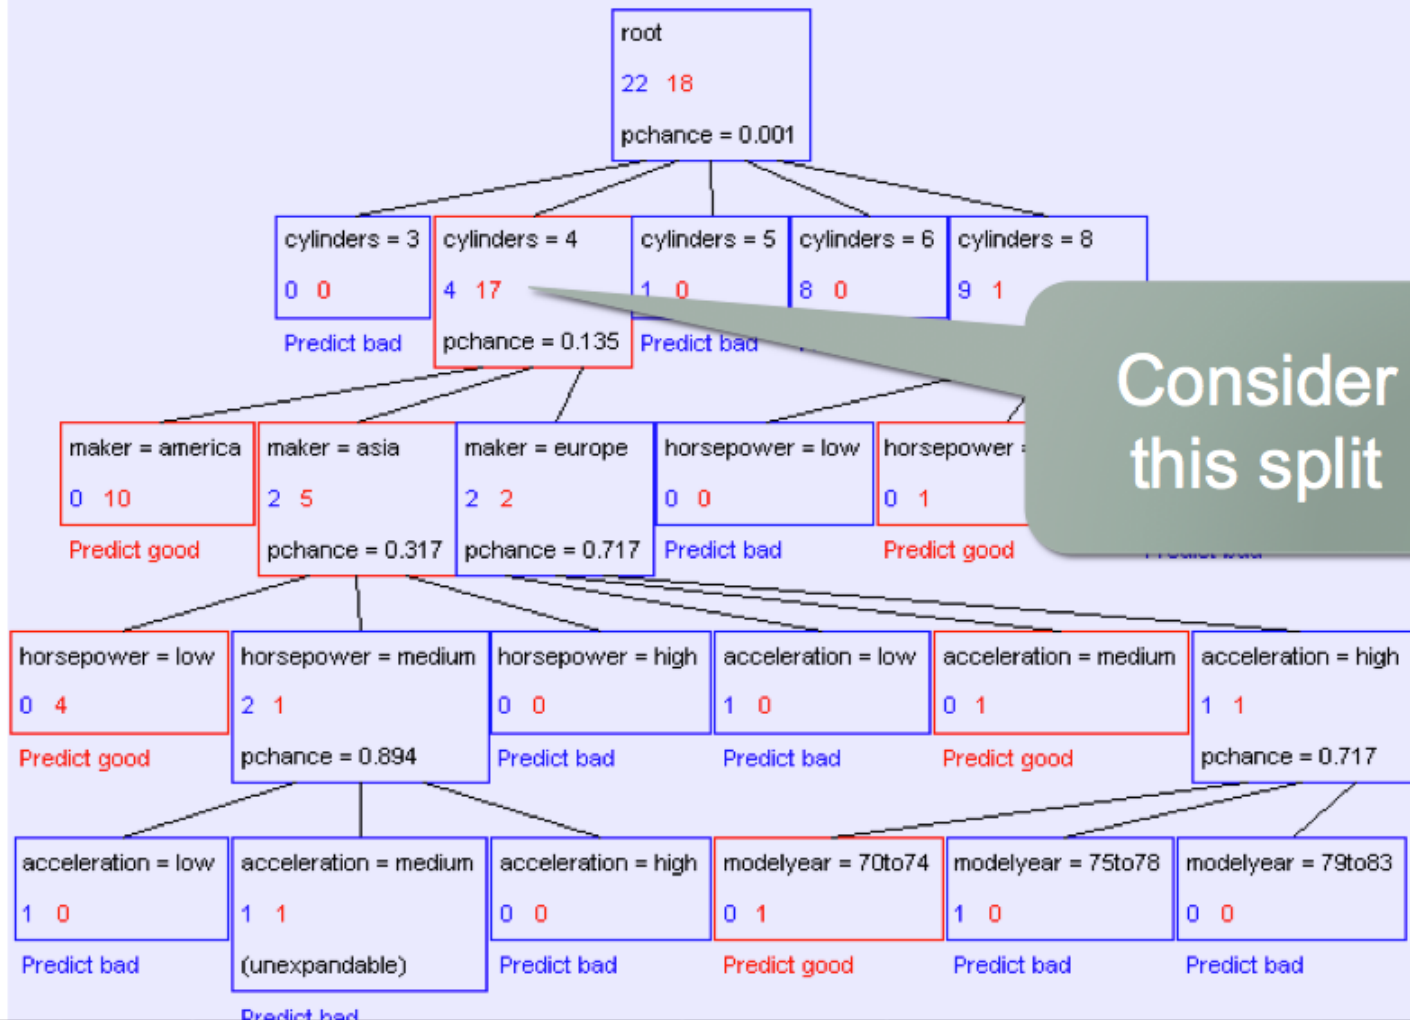 root
22 18
pchance = 0.001
cylinders = 3
0 0
Predict bad
cylinders = 4
4 17
pchance = 0.135
cylinders = 5
1 0
Predict bad
cylinders = 6
8 0
cylinders = 8
9 1
Consider
this split
maker = america
0 10
Predict good
maker = asia
2 5
pchance = 0.317
maker = europe
2 2
pchance = 0.717
horsepower = low
0 0
Predict bad
horsepower
0 1
Predict good
horsepower = low
0 4
Predict good
horsepower = medium
2 1
pchance = 0.894
horsepower = high
0 0
Predict bad
acceleration = low
1 0
Predict bad
acceleration = medium
0 1
Predict good
acceleration = high
1 1
pchance = 0.717
acceleration = low
1 0
Predict bad
acceleration = medium
1 1
(unexpandable)
Predict bad
acceleration = high
0 0
Predict bad
modelyear = 70to74
0 1
Predict good
modelyear = 75to78
1 0
Predict bad
modelyear = 79to83
0 0
Predict bad